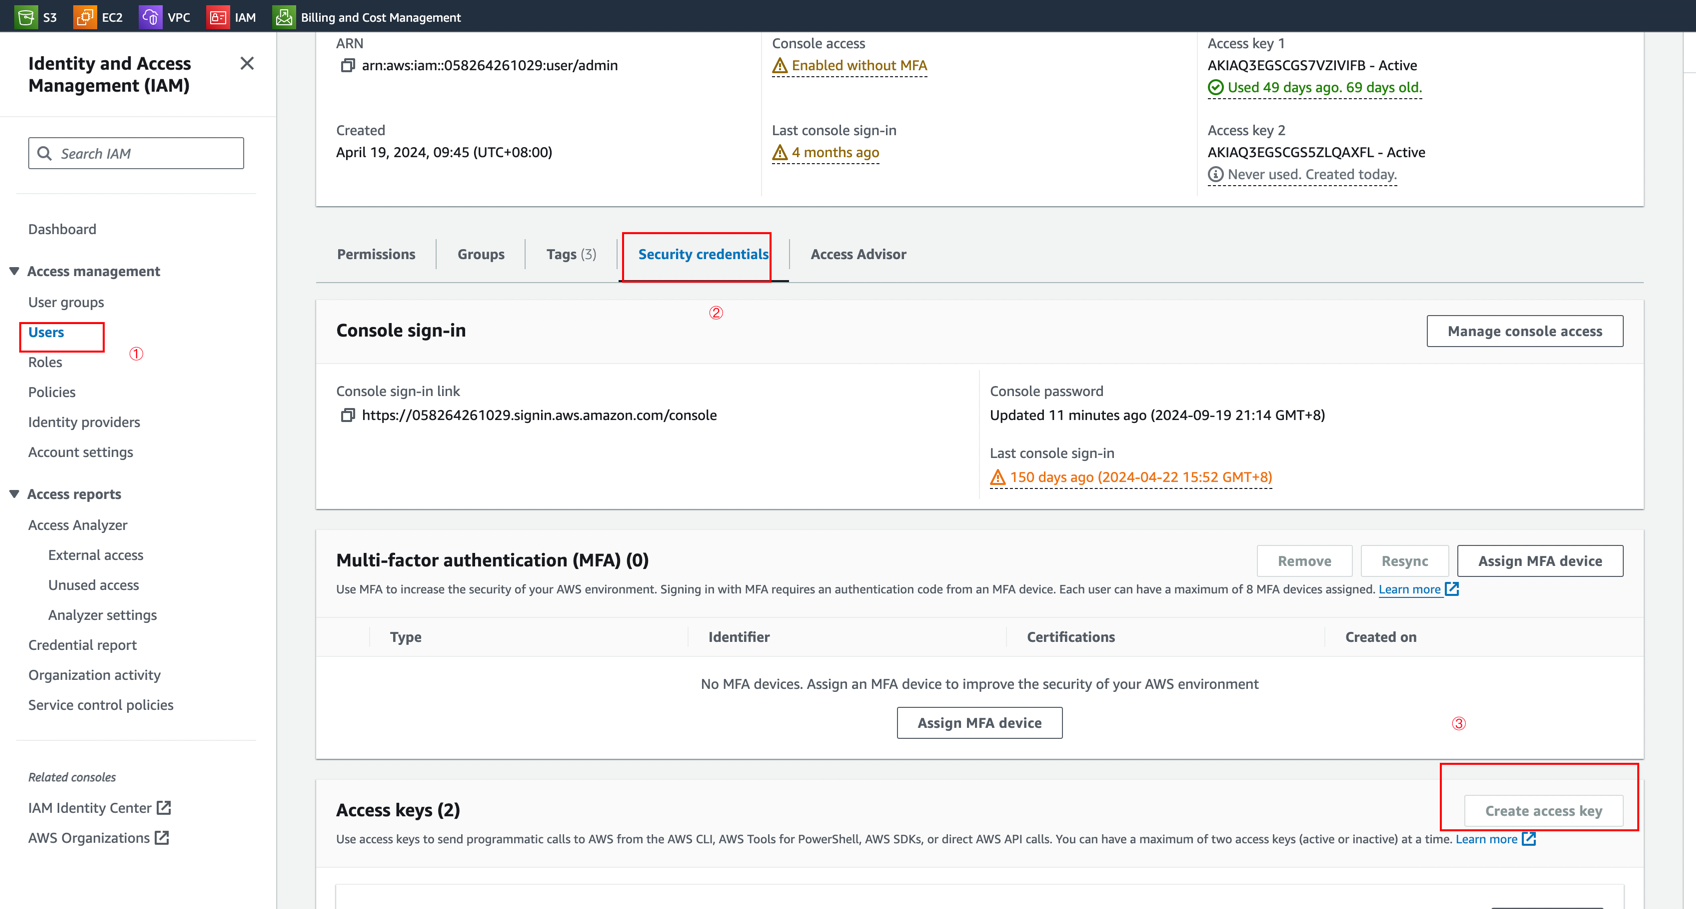 S3 EC2 VPC IAM Billing and Cost Management
Identity and Access
Management (IAM)
Search IAM
Dashboard
Access management
User groups
Users
①
Roles
Policies
Identity providers
Account settings
Access reports
Access Analyzer
External access
Unused access
Analyzer settings
Credential report
Organization activity
Service control policies
Related consoles
IAM Identity Center
AWS Organizations
ARN
arn:aws:iam::058264261029:user/admin
Created
April 19, 2024, 09:45 (UTC+08:00)
Console access
Enabled without MFA
Last console sign-in
4 months ago
Access key 1
AKIAQ3EGSCGS7VZIVIFB - Active
Used 49 days ago. 69 days old.
Access key 2
AKIAQ3EGSCGS5ZLQAXFL - Active
Never used. Created today.
Permissions Groups Tags (3) Security credentials Access Advisor
②
Console sign-in
Manage console access
Console sign-in link
https://058264261029.signin.aws.amazon.com/console
Console password
Updated 11 minutes ago (2024-09-19 21:14 GMT+8)
Last console sign-in
150 days ago (2024-04-22 15:52 GMT+8)
Multi-factor authentication (MFA) (0)
Remove Resync Assign MFA device
Use MFA to increase the security of your AWS environment. Signing in with MFA requires an authentication code from an MFA device. Each user can have a maximum of 8 MFA devices assigned. Learn more
Type Identifier Certifications Created on
No MFA devices. Assign an MFA device to improve the security of your AWS environment
Assign MFA device
③
Access keys (2)
Create access key
Use access keys to send programmatic calls to AWS from the AWS CLI, AWS Tools for PowerShell, AWS SDKs, or direct AWS API calls. You can have a maximum of two access keys (active or inactive) at a time. Learn more